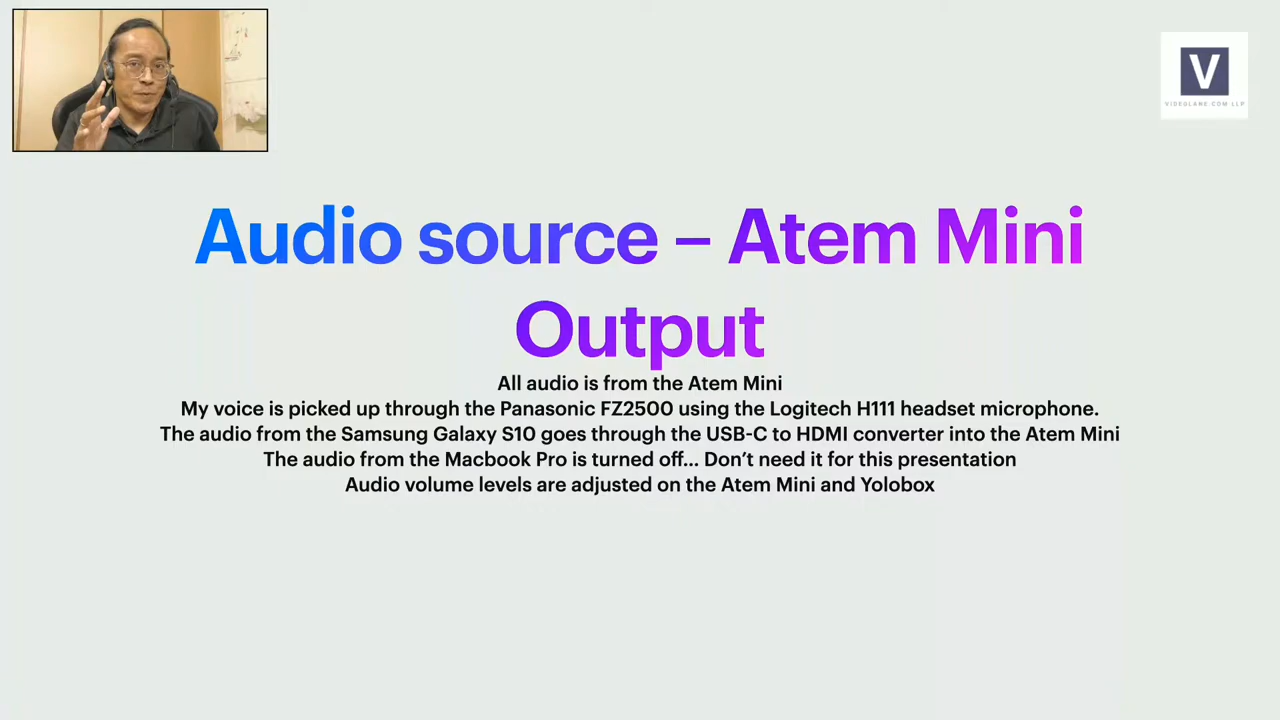 V
VIDEOLANE.COM LLP
Audio source – Atem Mini
Output
All audio is from the Atem Mini
My voice is picked up through the Panasonic FZ2500 using the Logitech H111 headset microphone.
The audio from the Samsung Galaxy S10 goes through the USB-C to HDMI converter into the Atem Mini
The audio from the Macbook Pro is turned off... Don’t need it for this presentation
Audio volume levels are adjusted on the Atem Mini and Yolobox